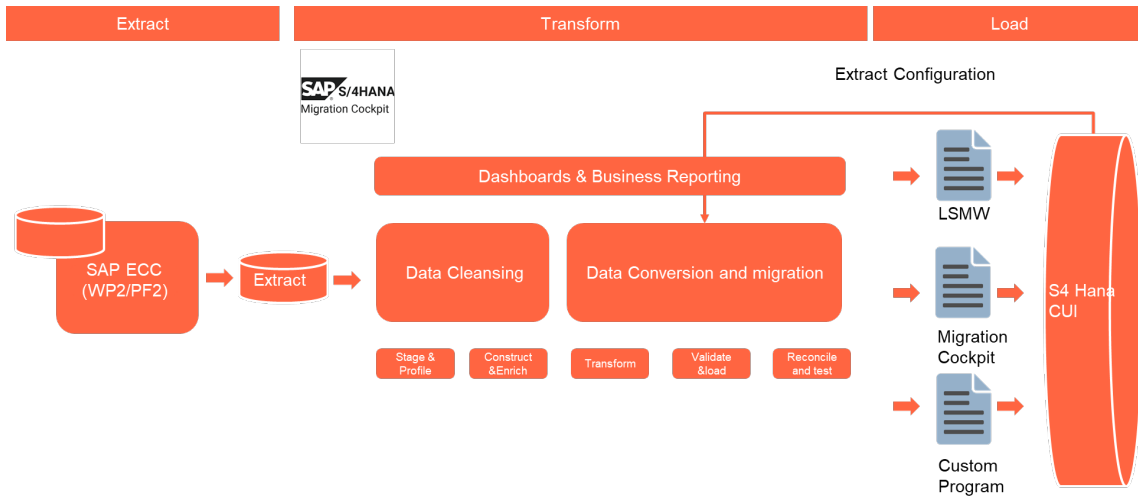 Extract
Transform
Load
SAP S/4HANA
Migration Cockpit
Extract Configuration
Dashboards & Business Reporting
LSMW
SAP ECC
(WP2/PF2)
Extract
Data Cleansing
Data Conversion and migration
S4 Hana
CUI
Migration
Cockpit
Stage &
Profile
Construct
&Enrich
Transform
Validate
&load
Reconcile
and test
Custom
Program